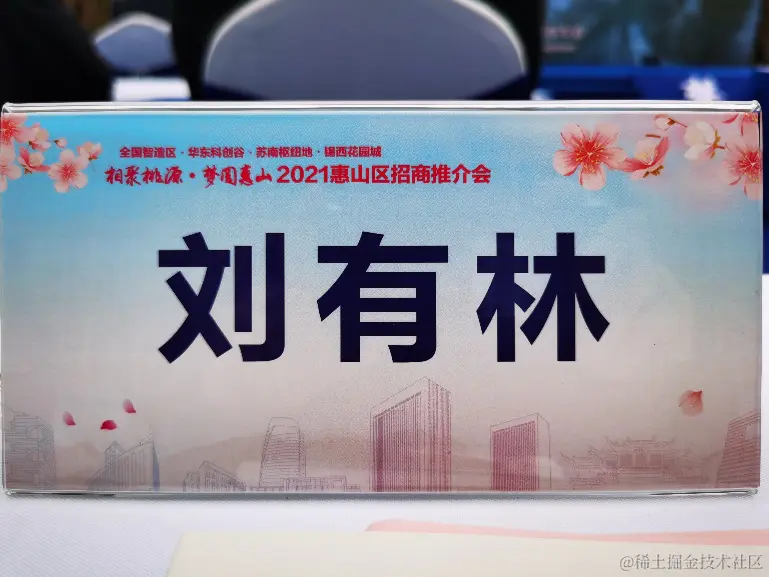 全国智造区·华东科创谷·苏南枢纽地·锡西花园城
相聚桃源·梦圆惠山 2021惠山区招商推介会
刘有林
@稀土掘金技术社区